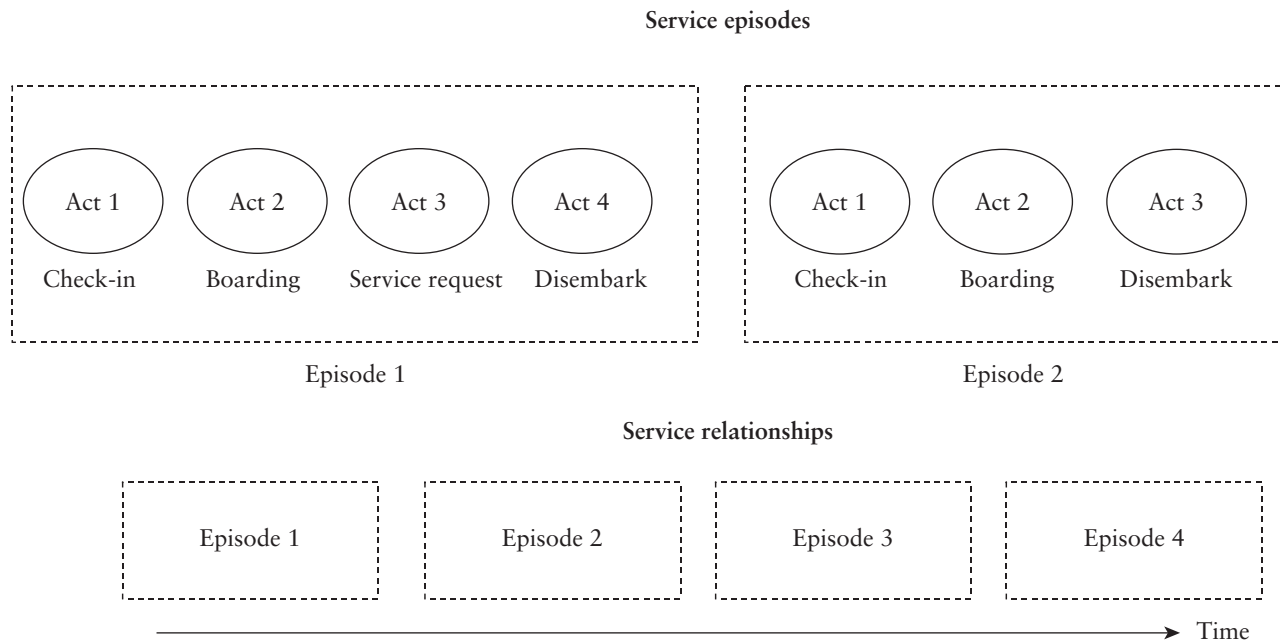 Service episodes
Act 1 Act 2 Act 3 Act 4 Act 1 Act 2 Act 3
Check-in Boarding Service request Disembark Check-in Boarding Disembark
Episode 1 Episode 2
Service relationships
Episode 1 Episode 2 Episode 3 Episode 4
Time